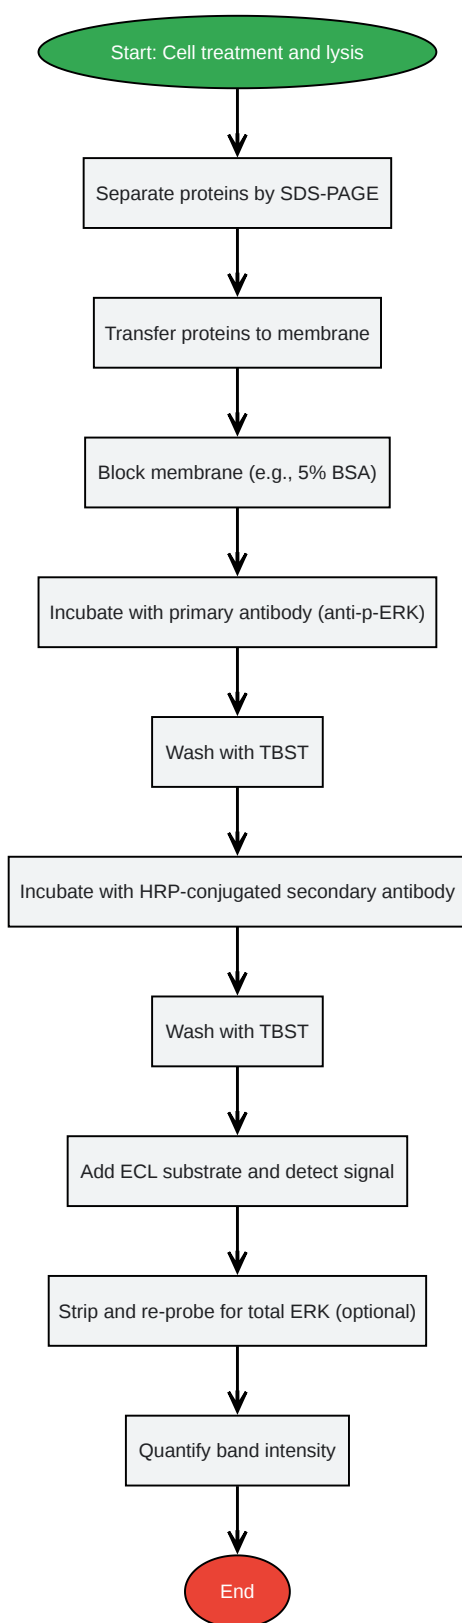 Start: Cell treatment and lysis
Separate proteins by SDS-PAGE
Transfer proteins to membrane
Block membrane (e.g., 5% BSA)
Incubate with primary antibody (anti-p-ERK)
Wash with TBST
Incubate with HRP-conjugated secondary antibody
Wash with TBST
Add ECL substrate and detect signal
Strip and re-probe for total ERK (optional)
Quantify band intensity
End